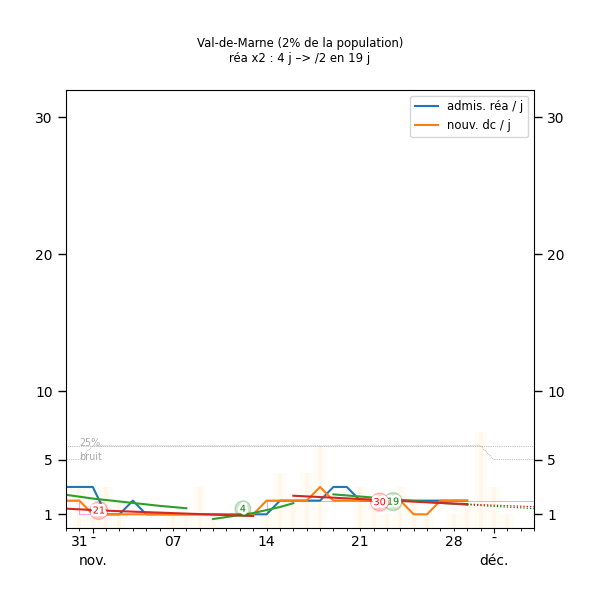 Val-de-Marne (2% de la population)
réa x2 : 4 j –> /2 en 19 j
admis. réa / j
nouv. dc / j
30 30
20 20
10 10
25%
5 5
bruit
21 4 30 19
1 1
31 - 07 14 21 28 -
nov. déc.